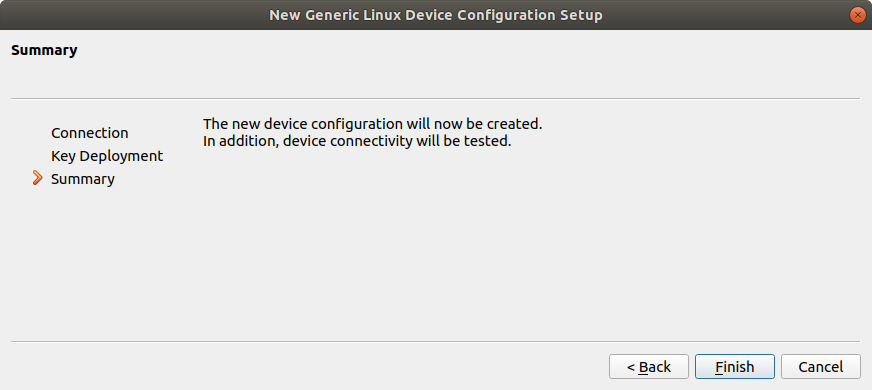 New Generic Linux Device Configuration Setup
Summary
Connection
Key Deployment
Summary
The new device configuration will now be created.
In addition, device connectivity will be tested.
< Back
Finish
Cancel